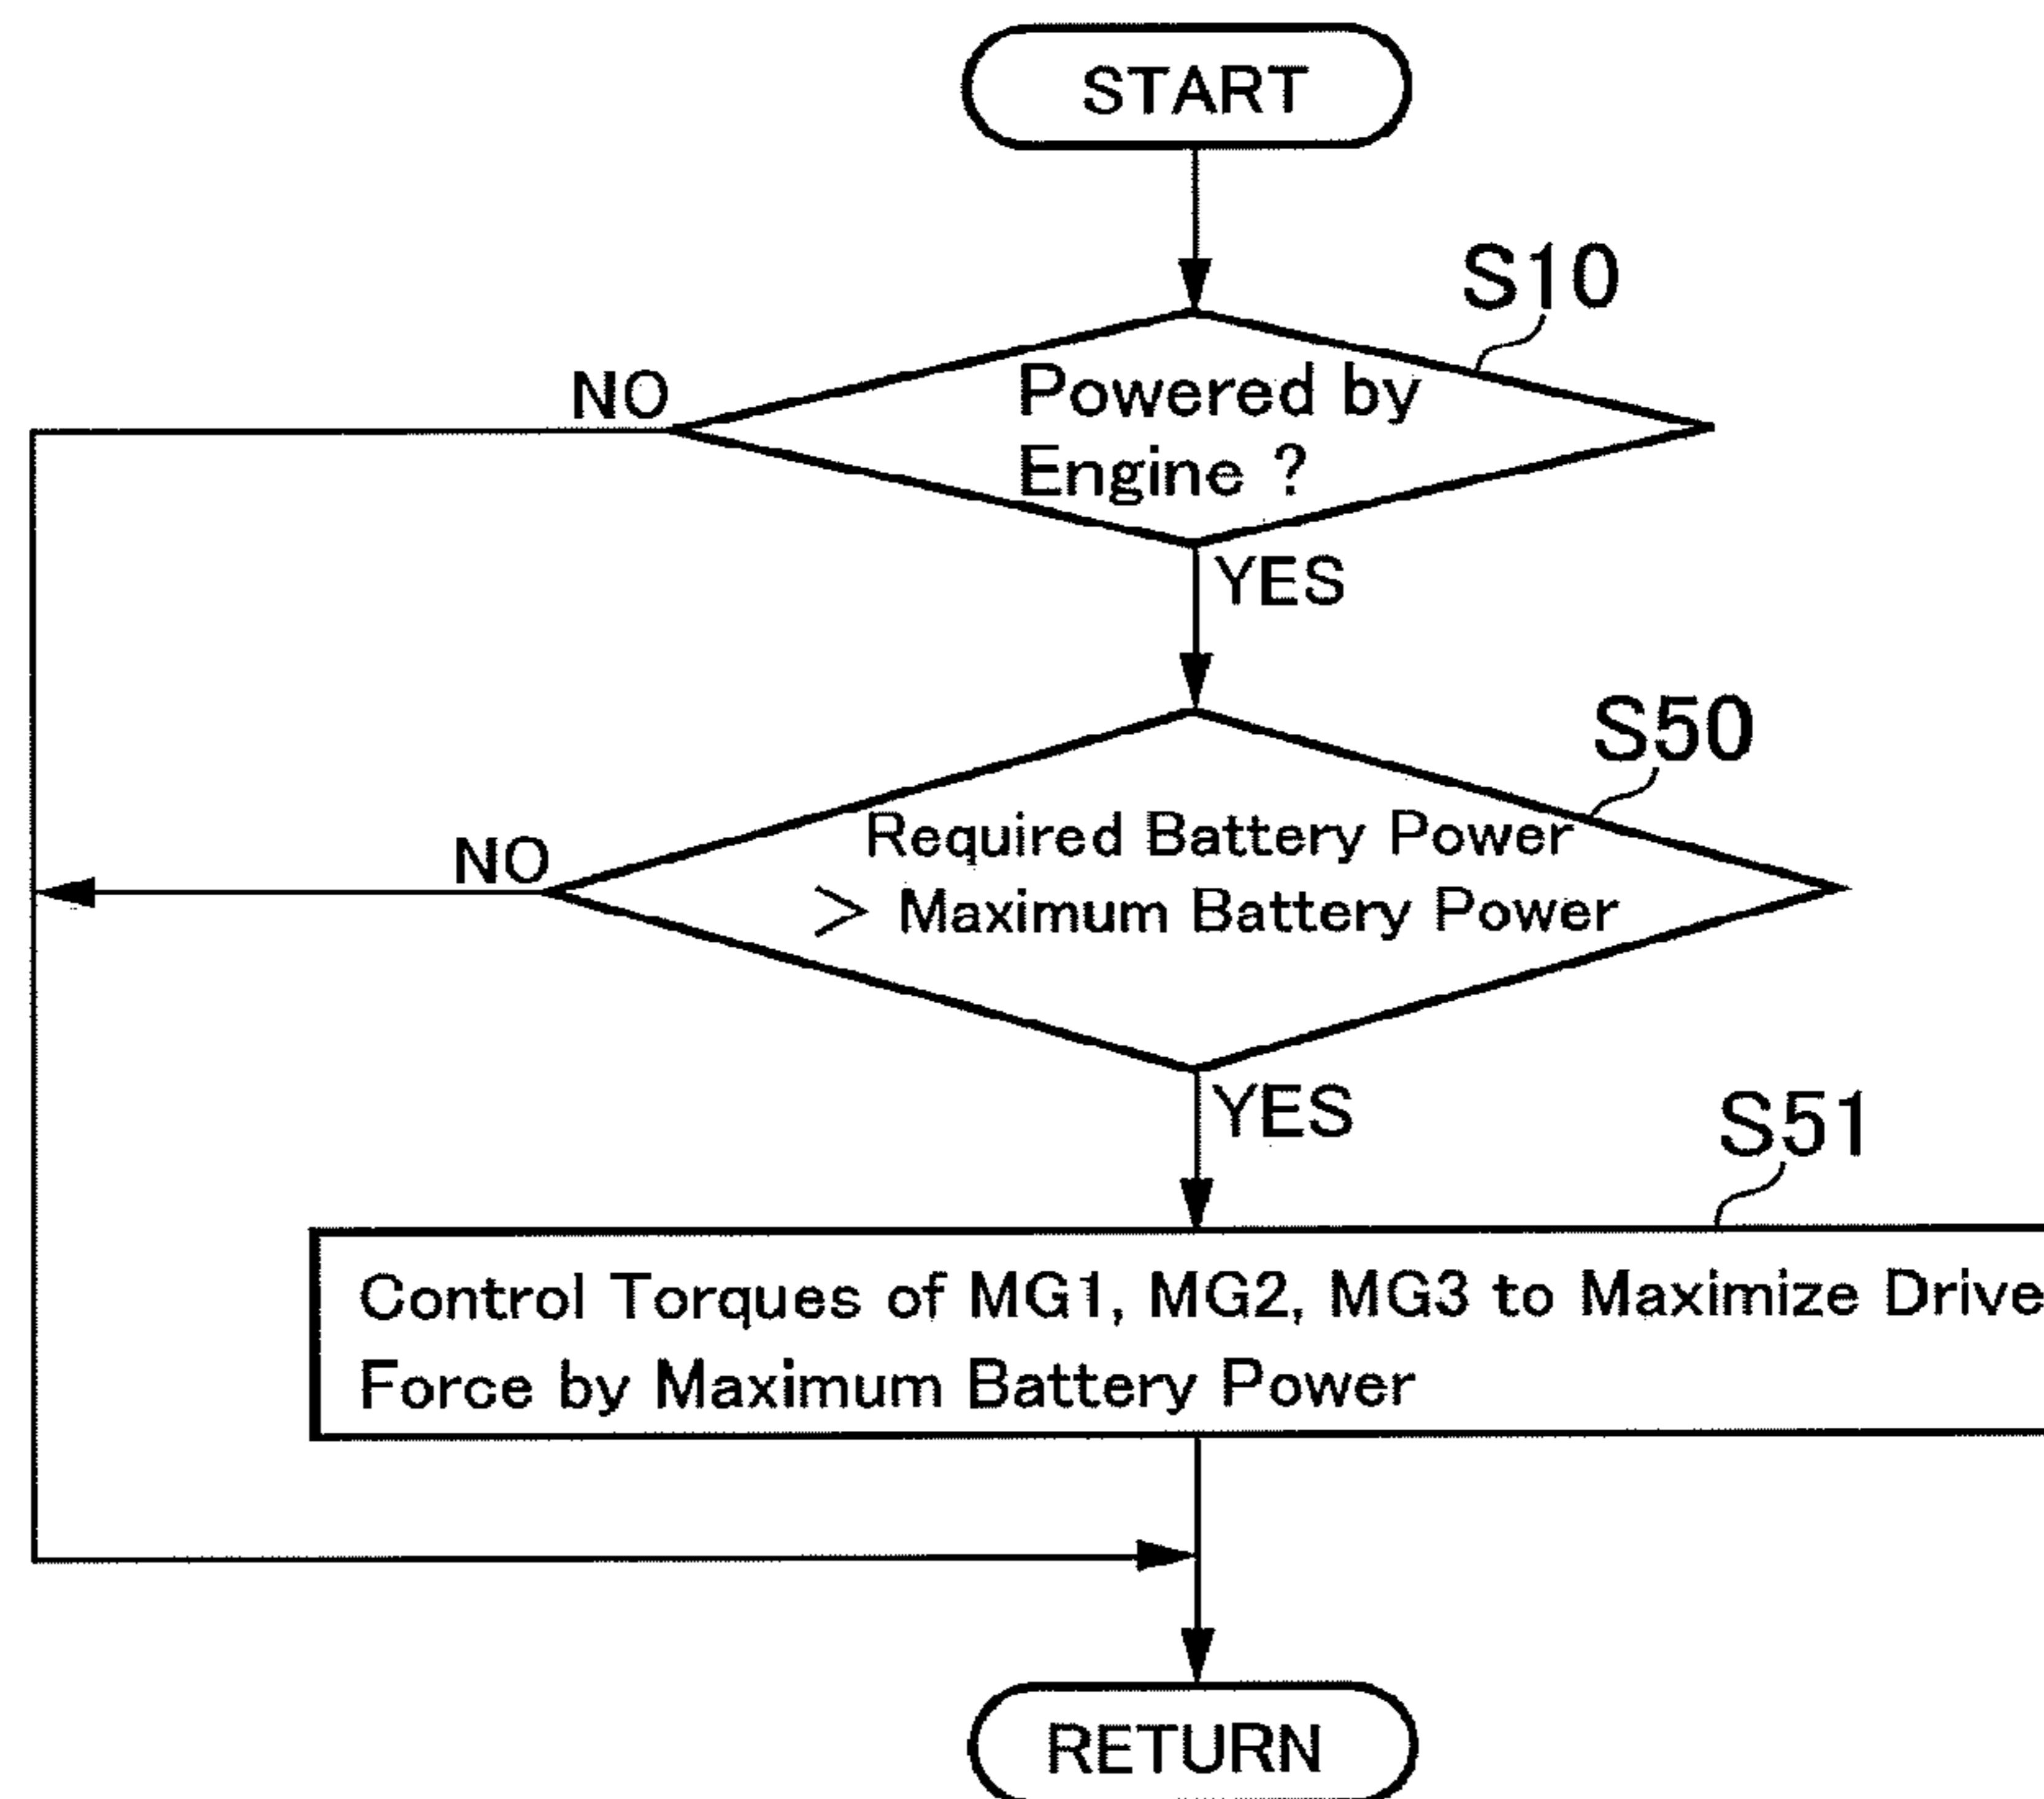 START
S10
NO
Powered by
Engine ?
YES
S50
NO
Required Battery Power
> Maximum Battery Power
YES
S51
Control Torques of MG1, MG2, MG3 to Maximize Drive
Force by Maximum Battery Power
RETURN